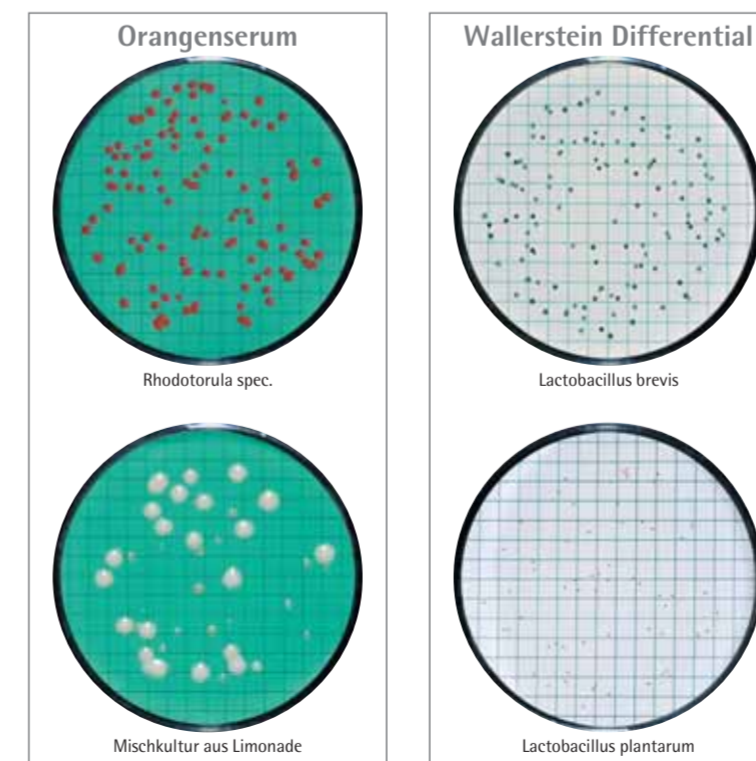 Orangenserum
Rhodotorula spec.
Mischkultur aus Limonade
Wallerstein Differential
Lactobacillus brevis
Lactobacillus plantarum